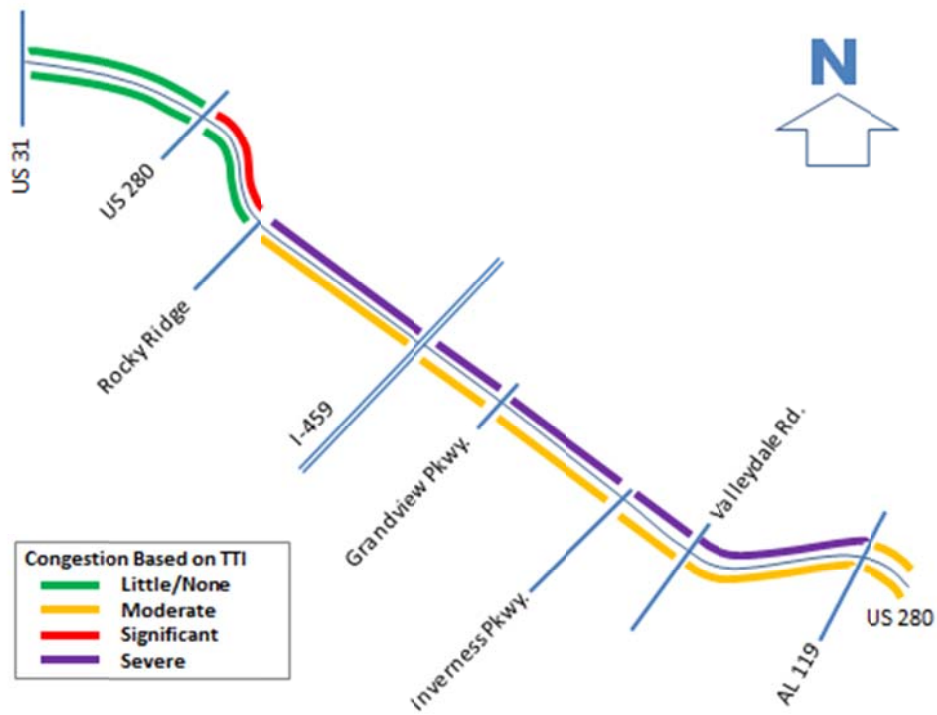 N
US 31
US 280
Rocky Ridge
I-459
Grandview Pkwy.
Valleydale Rd.
inverness Pkwy.
AL 119
US 280
Congestion Based on TTI
Little/None
Moderate
Significant
Severe